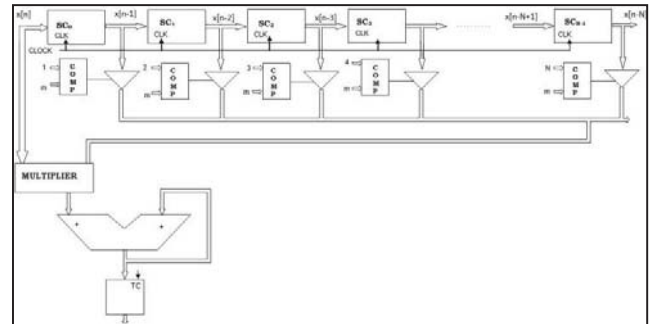 x[n] SC₀ x[n-1] SC₁ x[n-2] SC₂ x[n-3] SC₃ x[n-N+1] SC_N-1 x[n-N]
CLK CLK CLK CLK CLK
CLOCK
1 COMP 2 COMP 3 COMP 4 COMP N COMP
m m m m m
MULTIPLIER
+ +
TC